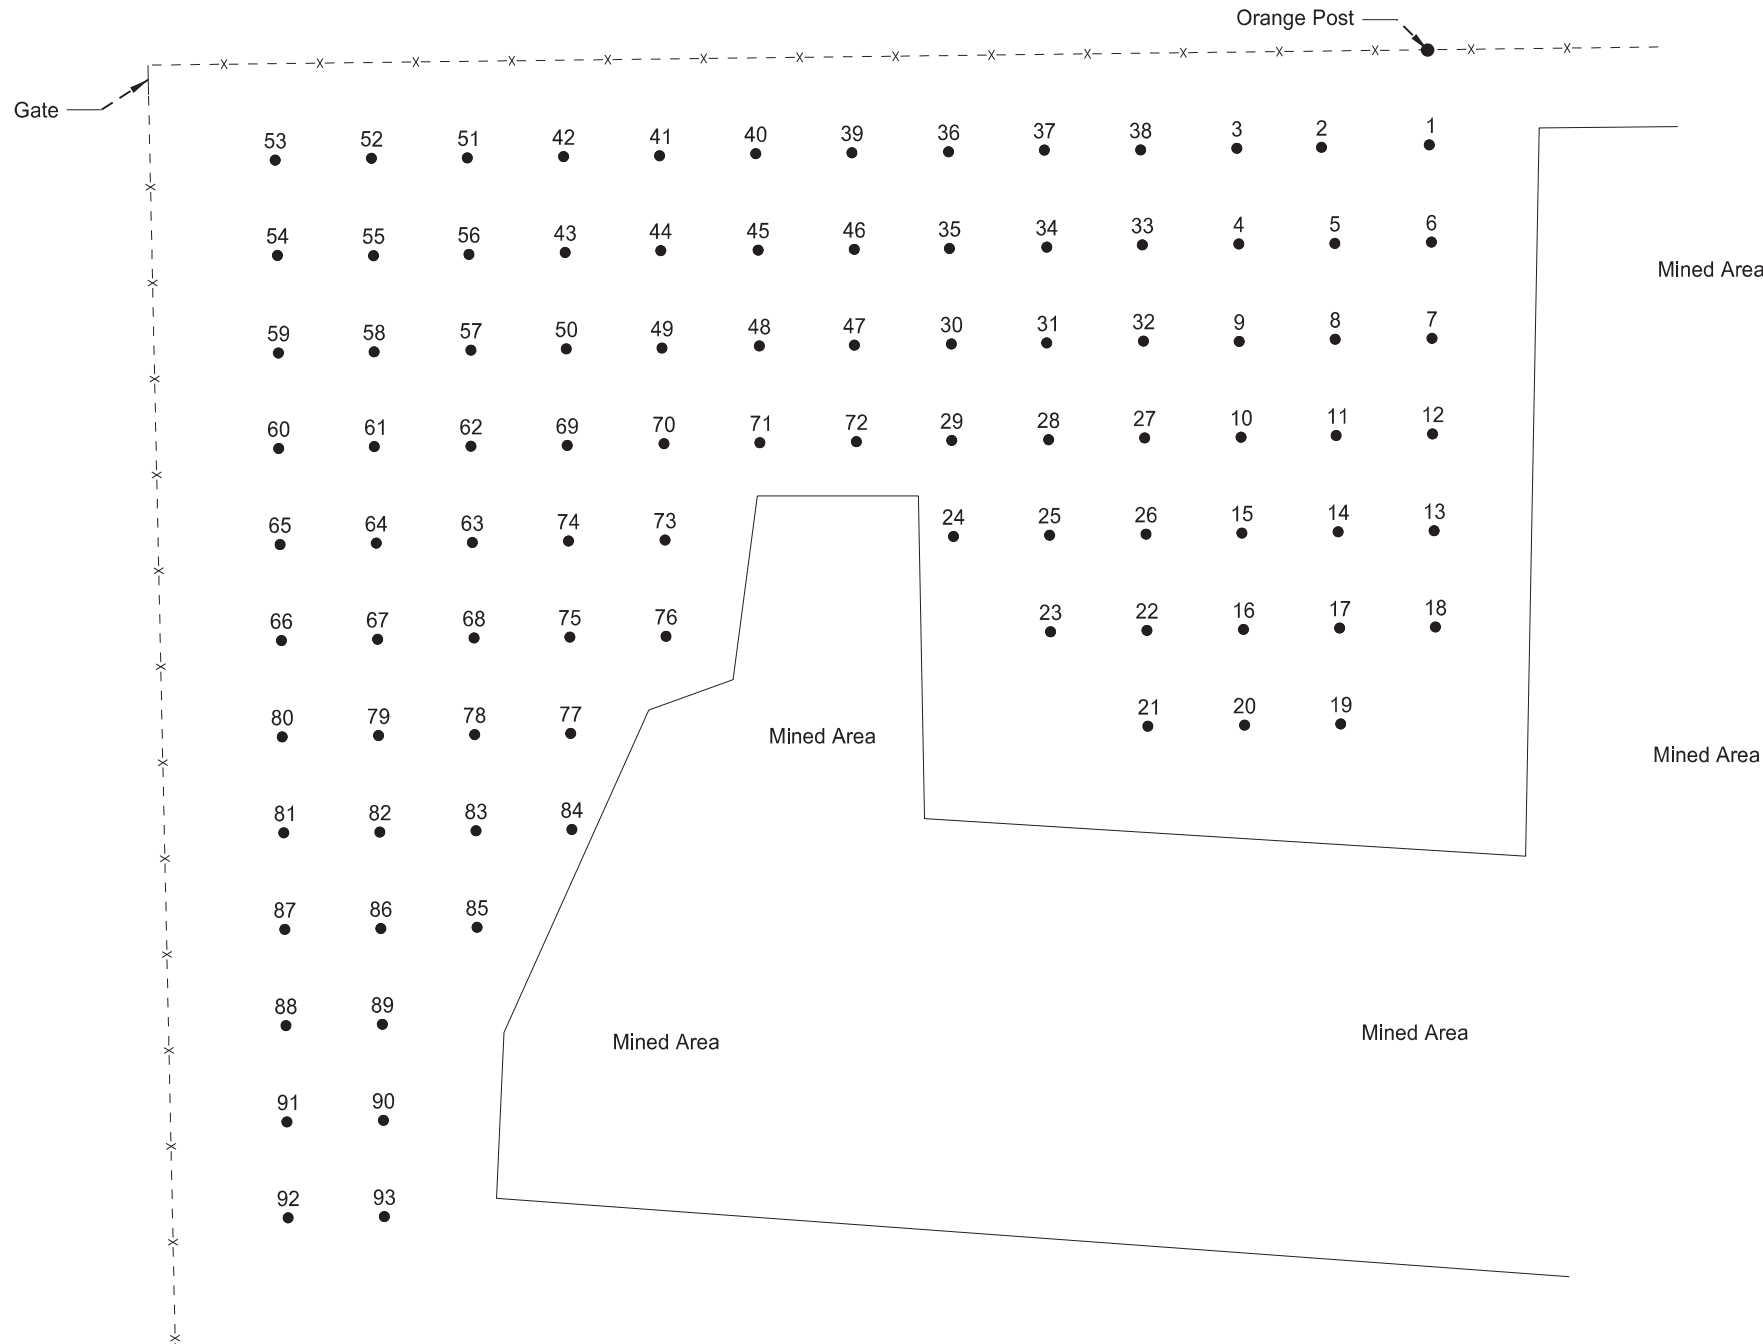 Orange Post
Gate
53 52 51 42 41 40 39 36 37 38 3 2 1
54 55 56 43 44 45 46 35 34 33 4 5 6
Mined Area
59 58 57 50 49 48 47 30 31 32 9 8 7
60 61 62 69 70 71 72 29 28 27 10 11 12
65 64 63 74 73 24 25 26 15 14 13
66 67 68 75 76 23 22 16 17 18
80 79 78 77 21 20 19
Mined Area
Mined Area
81 82 83 84
87 86 85
88 89
Mined Area
Mined Area
91 90
92 93